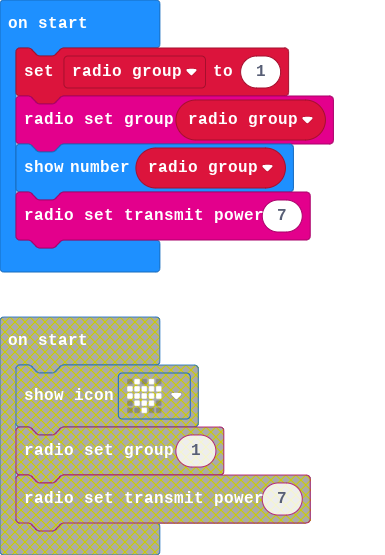 on start
set radio group to 1
radio set group radio group
show number radio group
radio set transmit power 7
on start
show icon
radio set group 1
radio set transmit power 7